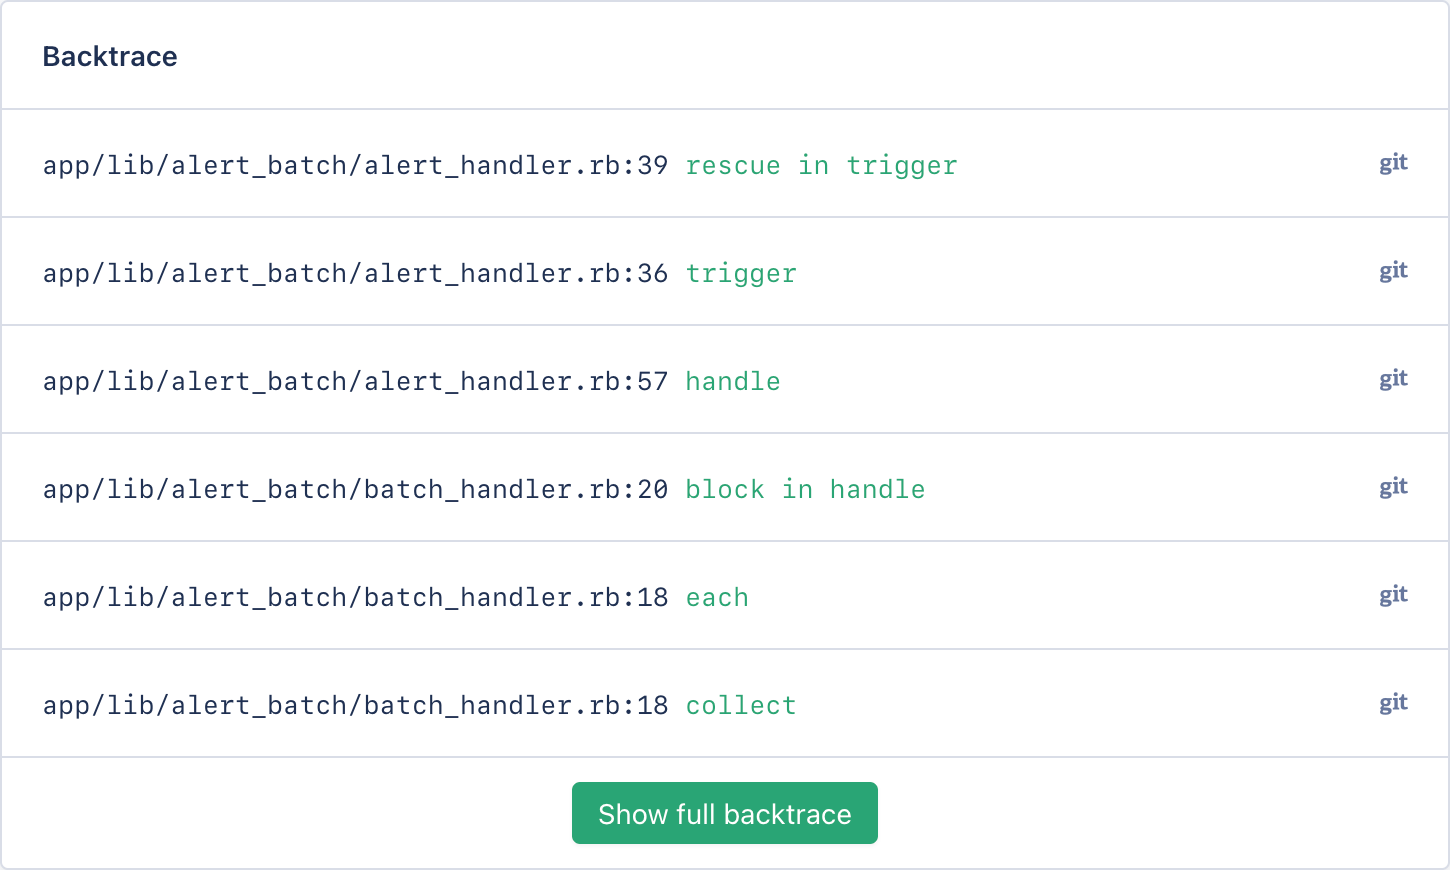 Backtrace
app/lib/alert_batch/alert_handler.rb:39 rescue in trigger git
app/lib/alert_batch/alert_handler.rb:36 trigger git
app/lib/alert_batch/alert_handler.rb:57 handle git
app/lib/alert_batch/batch_handler.rb:20 block in handle git
app/lib/alert_batch/batch_handler.rb:18 each git
app/lib/alert_batch/batch_handler.rb:18 collect git
Show full backtrace